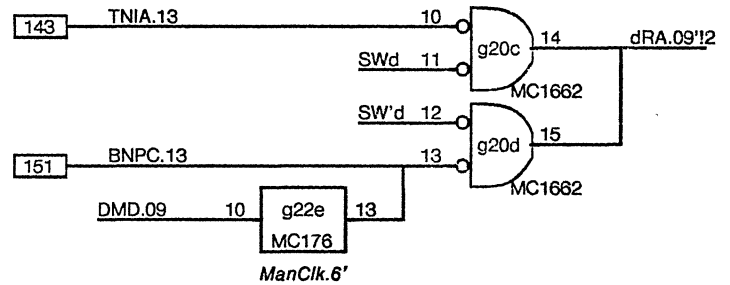 143 TNIA.13 10 g20c 14 dRA.09'!2
SWd 11
MC1662
SW'd 12
151 BNPC.13 13 g20d 15
MC1662
DMD.09 10 g22e 13
MC176
ManClk.6'